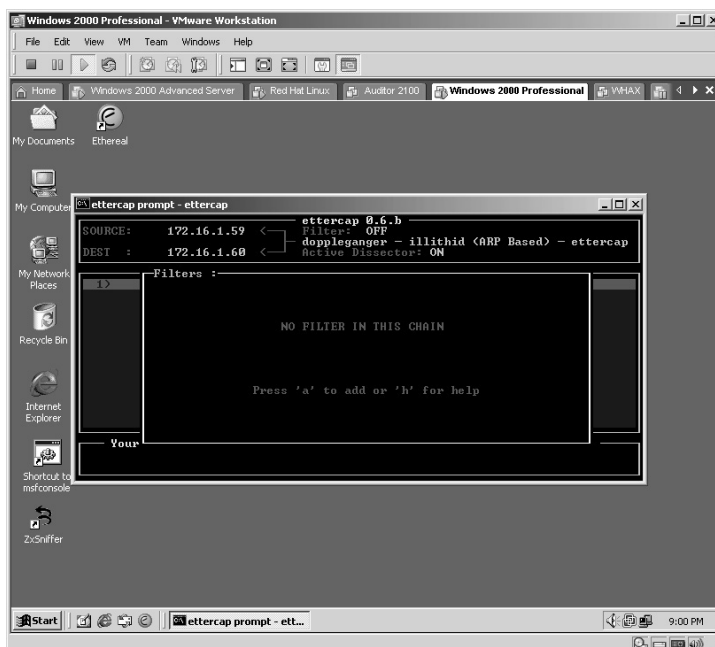 Windows 2000 Professional - VMware Workstation
File Edit View VM Team Windows Help
Home Windows 2000 Advanced Server Red Hat Linux Auditor 2100 Windows 2000 Professional WHAX
My Documents
Ethereal
My Computer
ettercap prompt - ettercap
ettercap 0.6.b
SOURCE: 172.16.1.59
Filter: OFF
doppleganger - illithid (ARP Based) - ettercap
DEST : 172.16.1.60
Active Dissector: ON
My Network Places
Filters :
1)
NO FILTER IN THIS CHAIN
Recycle Bin
Press 'a' to add or 'h' for help
Internet Explorer
Your
Shortcut to msfconsole
ZxSniffer
Start
ettercap prompt - ett...
9:00 PM